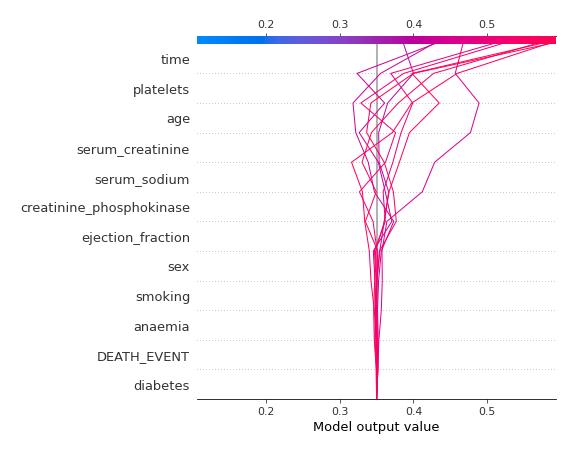 0.2 0.3 0.4 0.5
time
platelets
age
serum_creatinine
serum_sodium
creatinine_phosphokinase
ejection_fraction
sex
smoking
anaemia
DEATH_EVENT
diabetes
0.2 0.3 0.4 0.5
Model output value